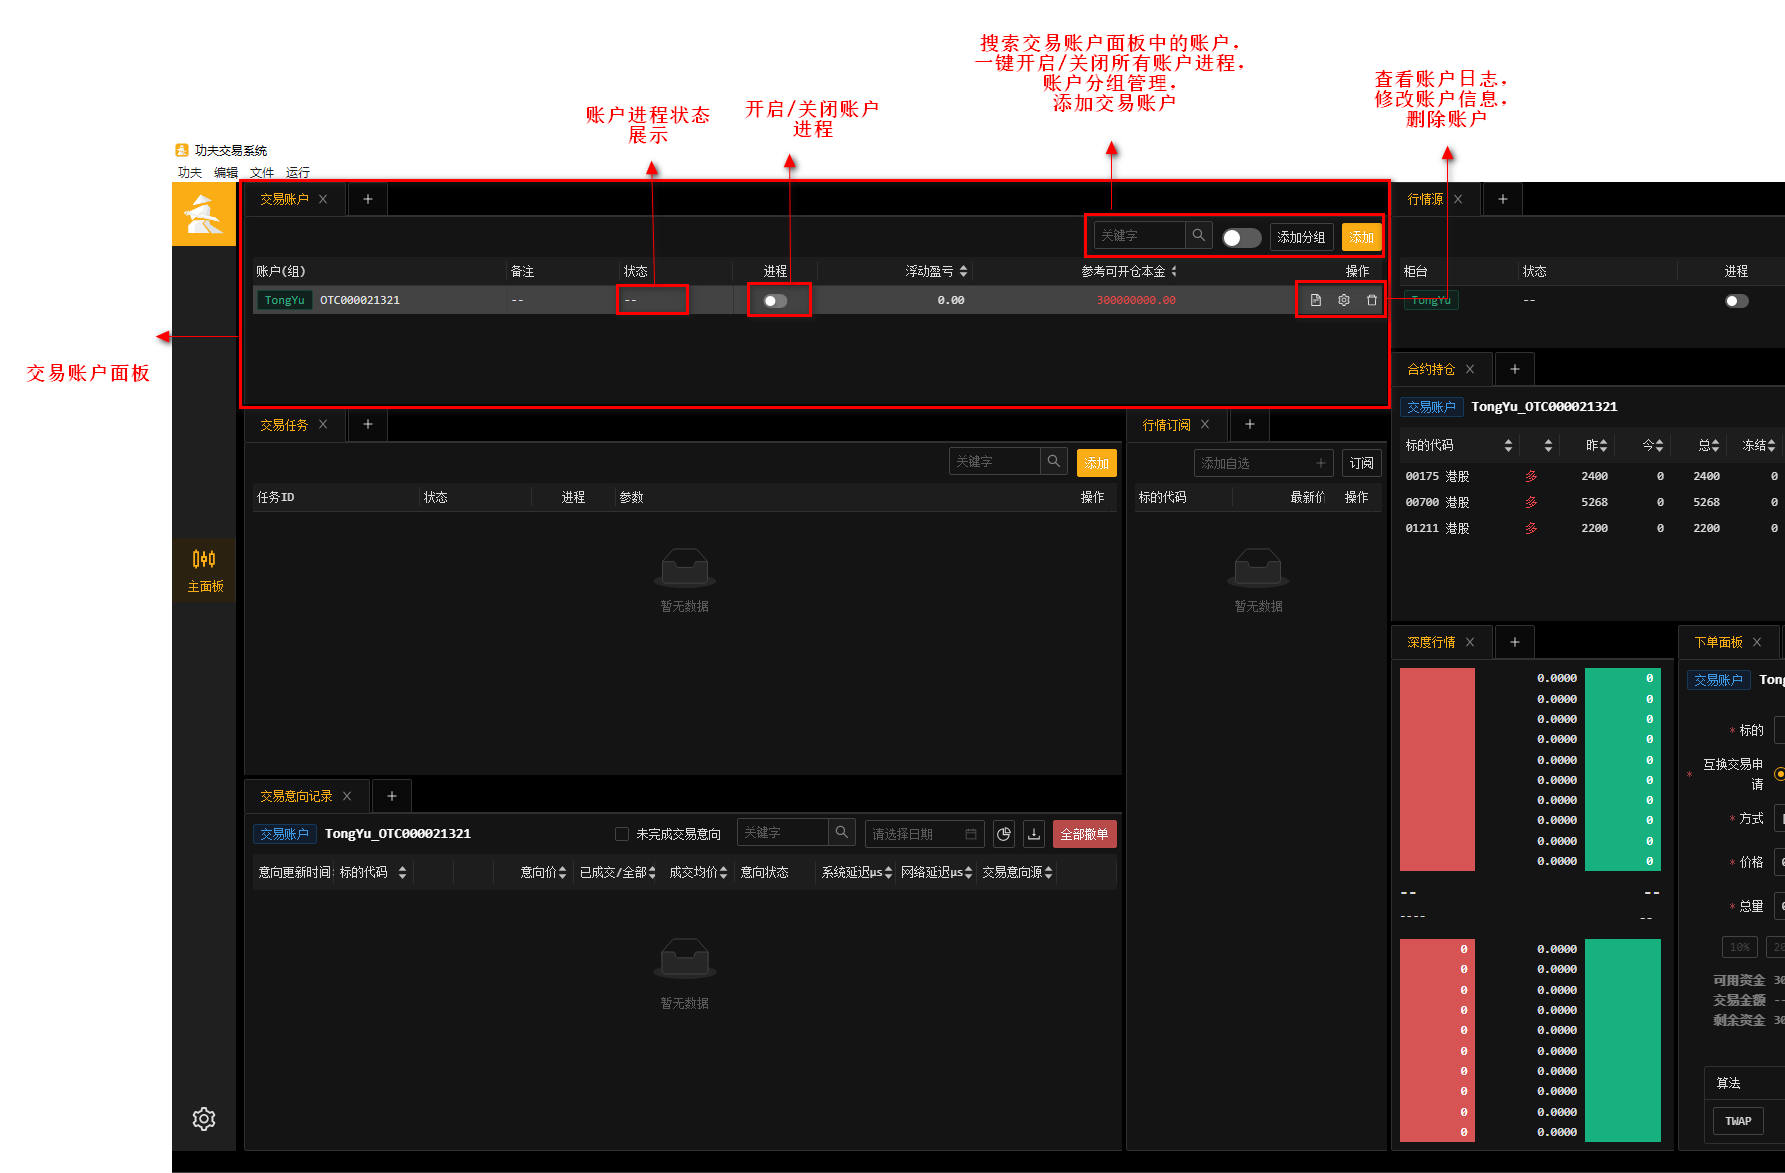 搜索交易账户面板中的账户，
一键开启/关闭所有账户进程，
账户分组管理，
添加交易账户
查看账户日志，
修改账户信息，
删除账户
账户进程状态
展示
开启/关闭账户
进程
交易账户面板
功夫交易系统
功夫 编辑 文件 运行
交易账户
关键字 添加分组 添加
账户(组) 备注 状态 进程 浮动盈亏 参考可开仓本金 操作
TongYu OTC000021321 -- -- 0.00 300000000.00
行情源
柜台 状态 进程
TongYu --
主面板
合约持仓
交易账户 TongYu_OTC000021321
标的代码 昨 今 总 冻结
00175 港股 多 2400 0 2400 0
00700 港股 多 5268 0 5268 0
01211 港股 多 2200 0 2200 0
交易任务
关键字 添加
任务ID 状态 进程 参数 操作
暂无数据
行情订阅
添加自选 订阅
标的代码 最新价 操作
暂无数据
交易意向记录
交易账户 TongYu_OTC000021321 未完成交易意向 关键字 请选择日期 全部撤单
意向更新时间 标的代码 意向价 已成交/全部 成交均价 意向状态 系统延迟μs 网络延迟μs 交易意向源
暂无数据
深度行情
0.0000 0
0.0000 0
0.0000 0
0.0000 0
0.0000 0
0.0000 0
0.0000 0
0.0000 0
0.0000 0
0.0000 0
-- --
---- --
0 0.0000
0 0.0000
0 0.0000
0 0.0000
0 0.0000
0 0.0000
0 0.0000
0 0.0000
0 0.0000
0 0.0000
下单面板
交易账户 Tong
* 标的
* 互换交易申
请
* 方式
* 价格 0
* 总量 0
10% 20
可用资金 30
交易金额 --
剩余资金 30
算法
TWAP